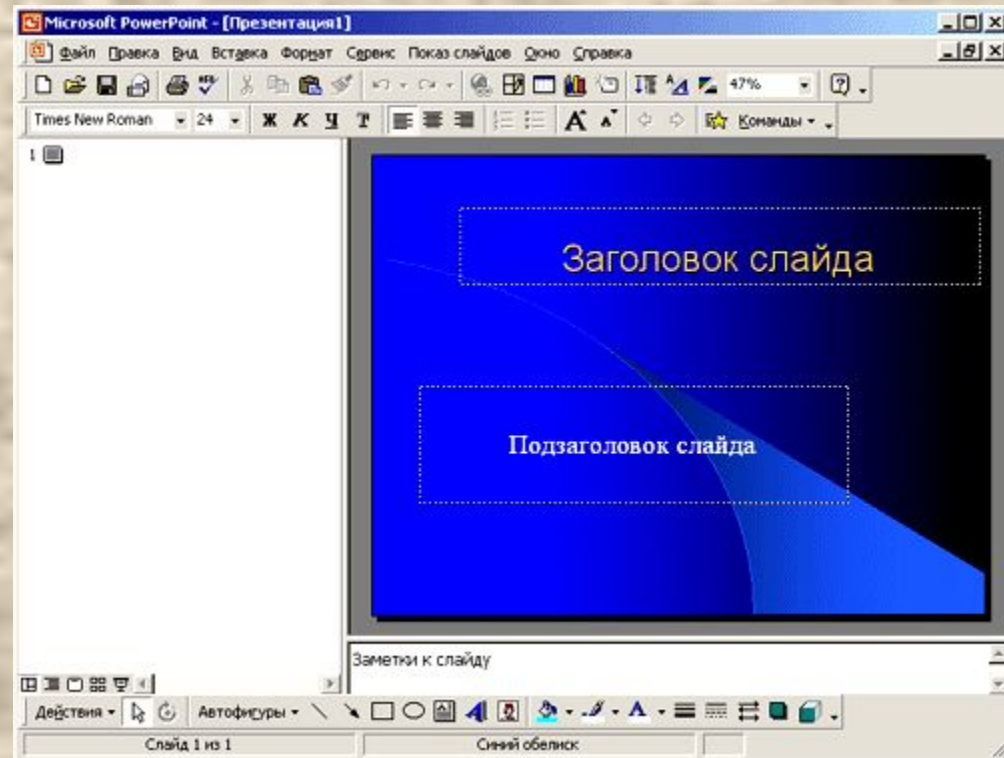 Microsoft PowerPoint - [Презентация1]
Файл Правка Вид Вставка Формат Сервис Показ слайдов Окно Справка
47%
Times New Roman 24 Ж К Ч Т Команды
1
Заголовок слайда
Подзаголовок слайда
Заметки к слайду
Действия Автофигуры
Слайд 1 из 1 Синий обелиск